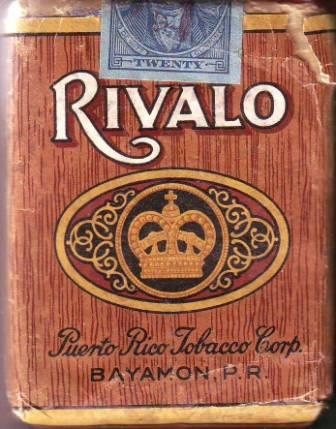 TWENTY
RIVALO
Puerto Rico Tobacco Corp.
BAYAMON, P.R.